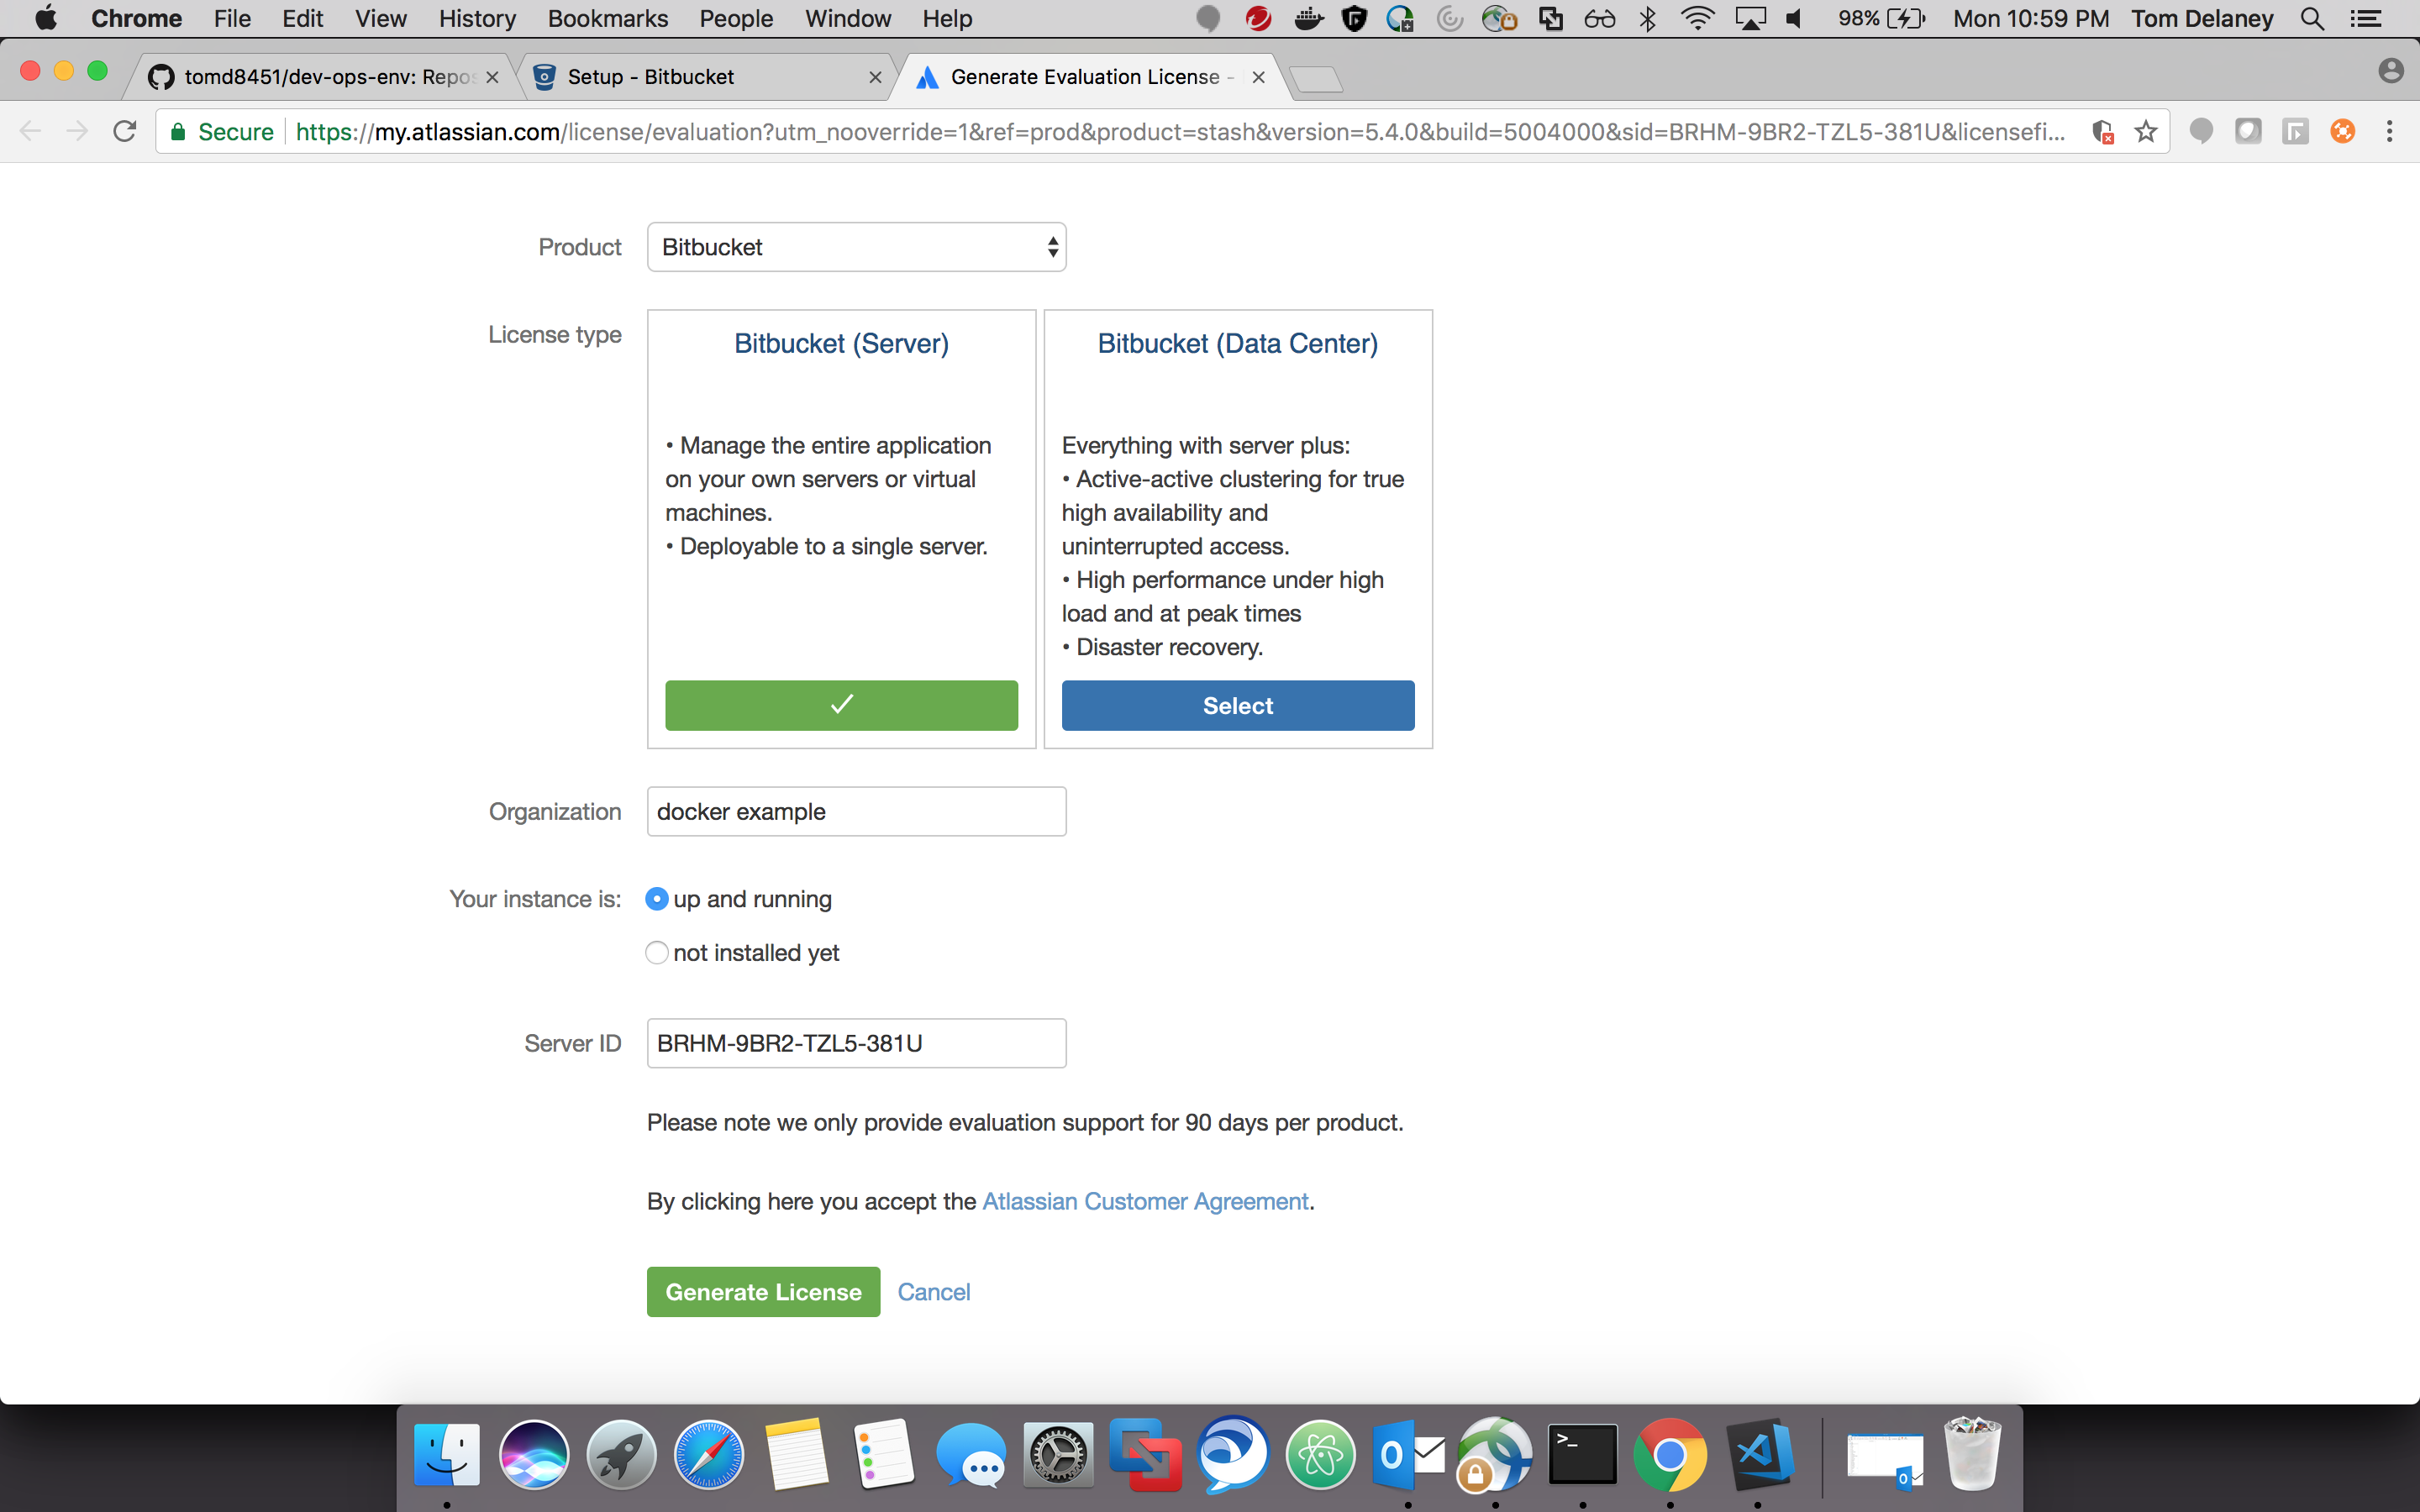 Chrome File Edit View History Bookmarks People Window Help 98% Mon 10:59 PM Tom Delaney
tomd8451/dev-ops-env: Repos Setup - Bitbucket Generate Evaluation License -
Secure https://my.atlassian.com/license/evaluation?utm_nooverride=1&ref=prod&product=stash&version=5.4.0&build=5004000&sid=BRHM-9BR2-TZL5-381U&licensefi...
Product Bitbucket
License type
Bitbucket (Server)
• Manage the entire application
on your own servers or virtual
machines.
• Deployable to a single server.
Bitbucket (Data Center)
Everything with server plus:
• Active-active clustering for true
high availability and
uninterrupted access.
• High performance under high
load and at peak times
• Disaster recovery.
Select
Organization docker example
Your instance is: up and running
not installed yet
Server ID BRHM-9BR2-TZL5-381U
Please note we only provide evaluation support for 90 days per product.
By clicking here you accept the Atlassian Customer Agreement.
Generate License Cancel